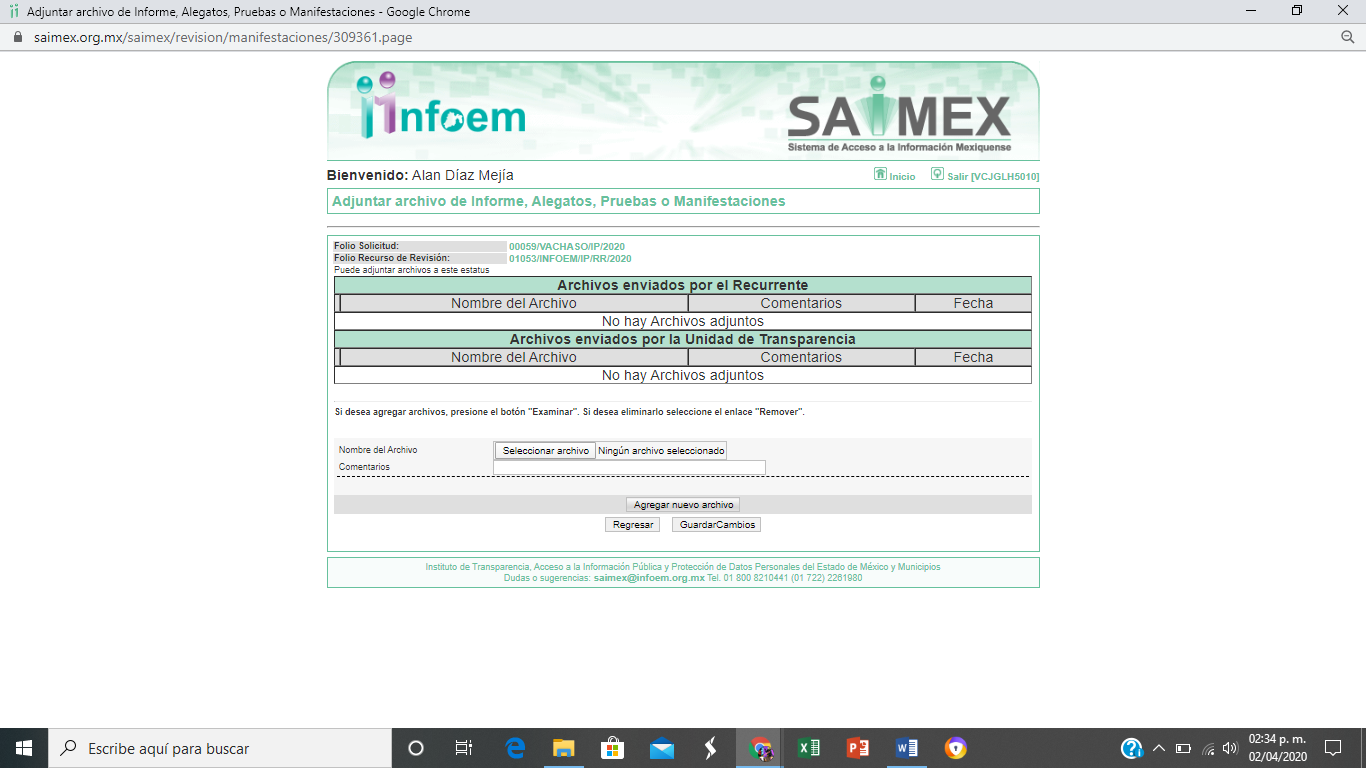 Adjuntar archivo de Informe, Alegatos, Pruebas o Manifestaciones - Google Chrome
saimex.org.mx/saimex/revision/manifestaciones/309361.page
infoem
SAIMEX
Sistema de Acceso a la Información Mexiquense
Bienvenido: Alan Díaz Mejía
Inicio Salir [VCJGLH5010]
Adjuntar archivo de Informe, Alegatos, Pruebas o Manifestaciones
Folio Solicitud: 00059/VACHASO/IP/2020
Folio Recurso de Revisión: 01053/INFOEM/IP/RR/2020
Puede adjuntar archivos a este estatus
Archivos enviados por el Recurrente
Nombre del Archivo Comentarios Fecha
No hay Archivos adjuntos
Archivos enviados por la Unidad de Transparencia
Nombre del Archivo Comentarios Fecha
No hay Archivos adjuntos
Si desea agregar archivos, presione el botón "Examinar". Si desea eliminarlo seleccione el enlace "Remover".
Nombre del Archivo Seleccionar archivo Ningún archivo seleccionado
Comentarios
Agregar nuevo archivo
Regresar GuardarCambios
Instituto de Transparencia, Acceso a la Información Pública y Protección de Datos Personales del Estado de México y Municipios
Dudas o sugerencias: saimex@infoem.org.mx Tel. 01 800 8210441 (01 722) 2261980
Escribe aquí para buscar
02:34 p. m.
02/04/2020